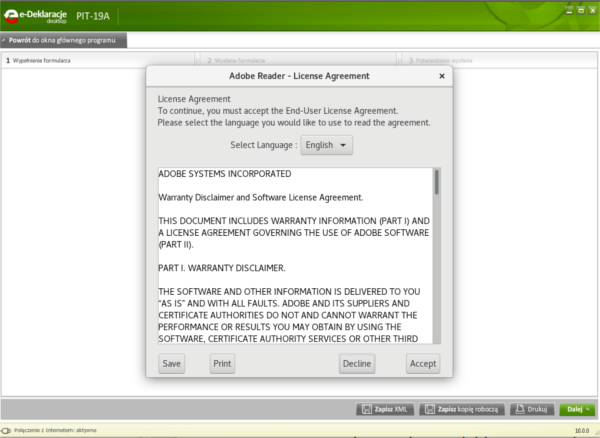 e-Deklaracje
desktop
PIT-19A
Powrót do okna głównego programu
1 Wypełnienie formularza
2 Wysłanie formularza
3 Potwierdzenie wysłania
Adobe Reader - License Agreement
License Agreement
To continue, you must accept the End-User License Agreement.
Please select the language you would like to use to read the agreement.
Select Language :
English
ADOBE SYSTEMS INCORPORATED
Warranty Disclaimer and Software License Agreement.
THIS DOCUMENT INCLUDES WARRANTY INFORMATION (PART I) AND
A LICENSE AGREEMENT GOVERNING THE USE OF ADOBE SOFTWARE
(PART II).
PART I. WARRANTY DISCLAIMER.
THE SOFTWARE AND OTHER INFORMATION IS DELIVERED TO YOU
“AS IS” AND WITH ALL FAULTS. ADOBE AND ITS SUPPLIERS AND
CERTIFICATE AUTHORITIES DO NOT AND CANNOT WARRANT THE
PERFORMANCE OR RESULTS YOU MAY OBTAIN BY USING THE
SOFTWARE, CERTIFICATE AUTHORITY SERVICES OR OTHER THIRD
Save
Print
Decline
Accept
Zapisz XML
Zapisz kopię roboczą
Drukuj
Dalej
Połączenie z Internetem: aktywne
10.0.0